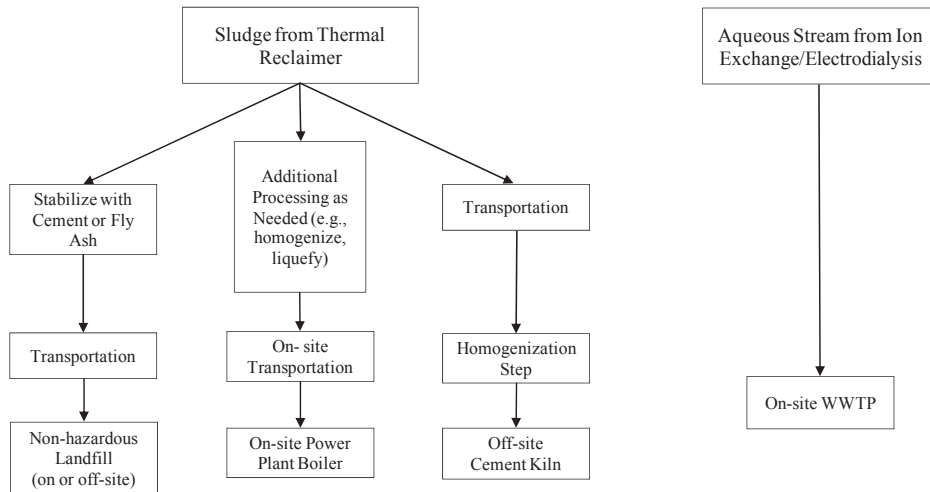 Sludge from Thermal
Reclaimer
Aqueous Stream from Ion
Exchange/Electrodialysis
Stabilize with
Cement or Fly
Ash
Additional
Processing as
Needed (e.g.,
homogenize,
liquefy)
Transportation
Transportation
On- site
Transportation
Homogenization
Step
On-site WWTP
Non-hazardous
Landfill
(on or off-site)
On-site Power
Plant Boiler
Off-site
Cement Kiln